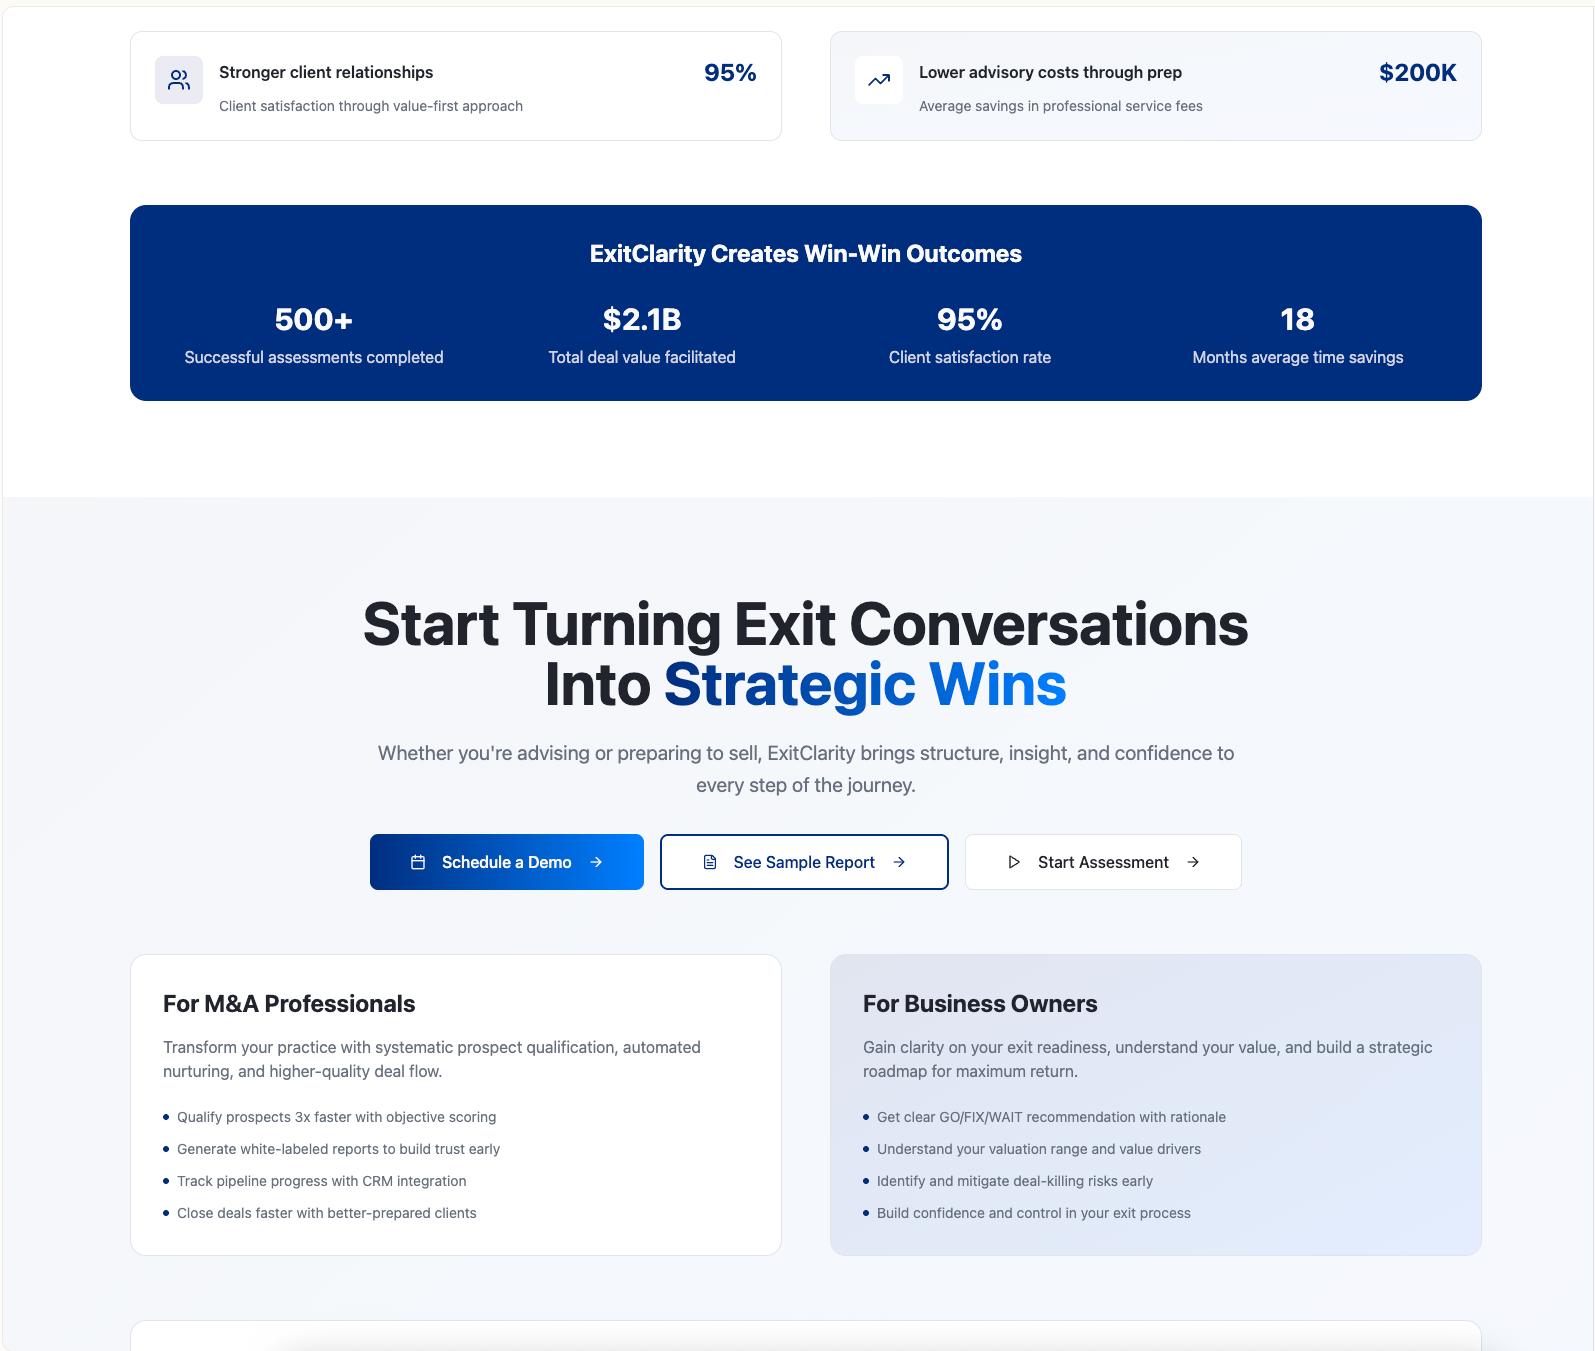 Stronger client relationships
95%
Client satisfaction through value-first approach
Lower advisory costs through prep
$200K
Average savings in professional service fees
ExitClarity Creates Win-Win Outcomes
500+
Successful assessments completed
$2.1B
Total deal value facilitated
95%
Client satisfaction rate
18
Months average time savings
Start Turning Exit Conversations
Into Strategic Wins
Whether you're advising or preparing to sell, ExitClarity brings structure, insight, and confidence to
every step of the journey.
Schedule a Demo
See Sample Report
Start Assessment
For M&A Professionals
Transform your practice with systematic prospect qualification, automated
nurturing, and higher-quality deal flow.
Qualify prospects 3x faster with objective scoring
Generate white-labeled reports to build trust early
Track pipeline progress with CRM integration
Close deals faster with better-prepared clients
For Business Owners
Gain clarity on your exit readiness, understand your value, and build a strategic
roadmap for maximum return.
Get clear GO/FIX/WAIT recommendation with rationale
Understand your valuation range and value drivers
Identify and mitigate deal-killing risks early
Build confidence and control in your exit process